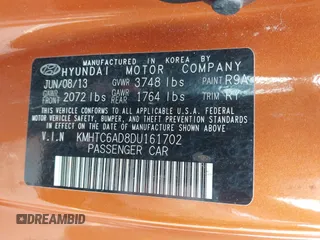 MANUFACTURED IN KOREA BY
HYUNDAI MOTOR COMPANY
JUN/08/13 GVWR 3748 lbs PAINT R9A
GAWR FRONT 2072 lbs GAWR REAR 1764 lbs TRIM
THIS VEHICLE CONFORMS TO ALL APPLICABLE U.S. FEDERAL
MOTOR VEHICLE SAFETY, BUMPER, AND THEFT PREVENTION
STANDARDS IN EFFECT ON THE DATE OF MANUFACTURE
SHOWN ABOVE.
V.I.N KMHTC6AD8DU161702
PASSENGER CAR
DREAMBID